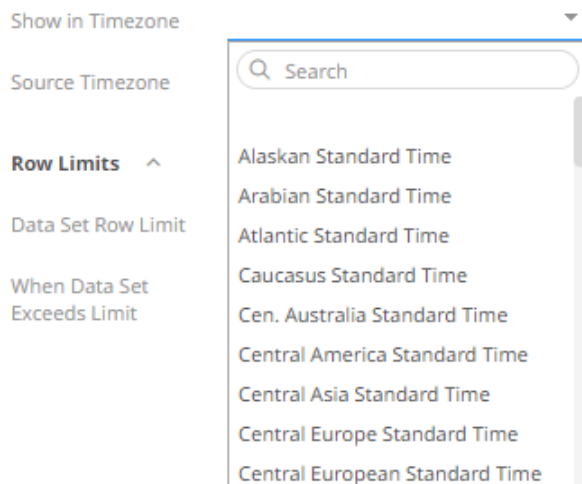 Show in Timezone
Search
Source Timezone
Row Limits
Data Set Row Limit
When Data Set
Exceeds Limit
Alaskan Standard Time
Arabian Standard Time
Atlantic Standard Time
Caucasus Standard Time
Cen. Australia Standard Time
Central America Standard Time
Central Asia Standard Time
Central Europe Standard Time
Central European Standard Time